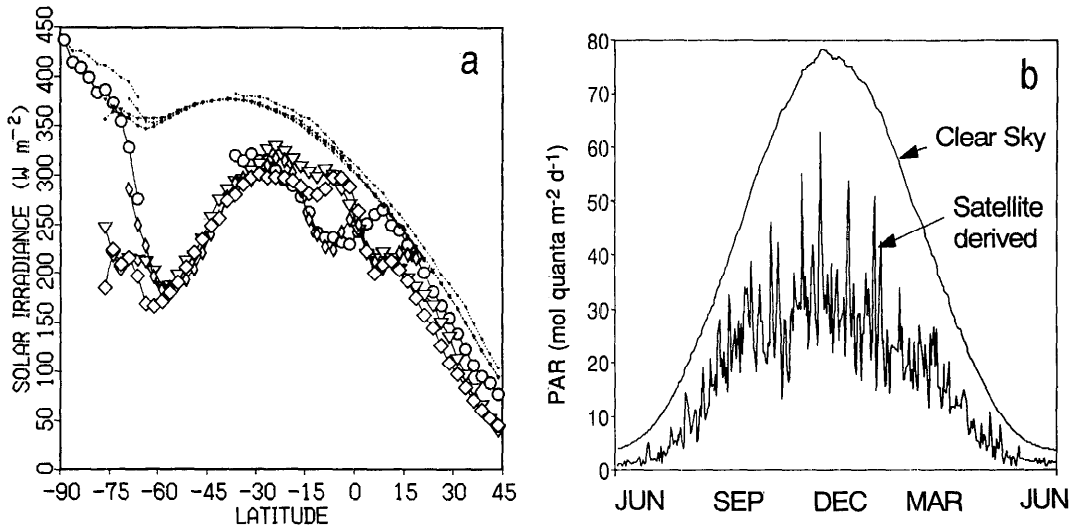 a
450
400
350
300
250
200
150
100
50
0
SOLAR IRRADIANCE (W m⁻²)
-90 -75 -60 -45 -30 -15 0 15 30 45
LATITUDE
b
80
70
60
50
40
30
20
10
0
PAR (mol quanta m-2 d-1)
Clear Sky
Satellite
derived
JUN SEP DEC MAR JUN